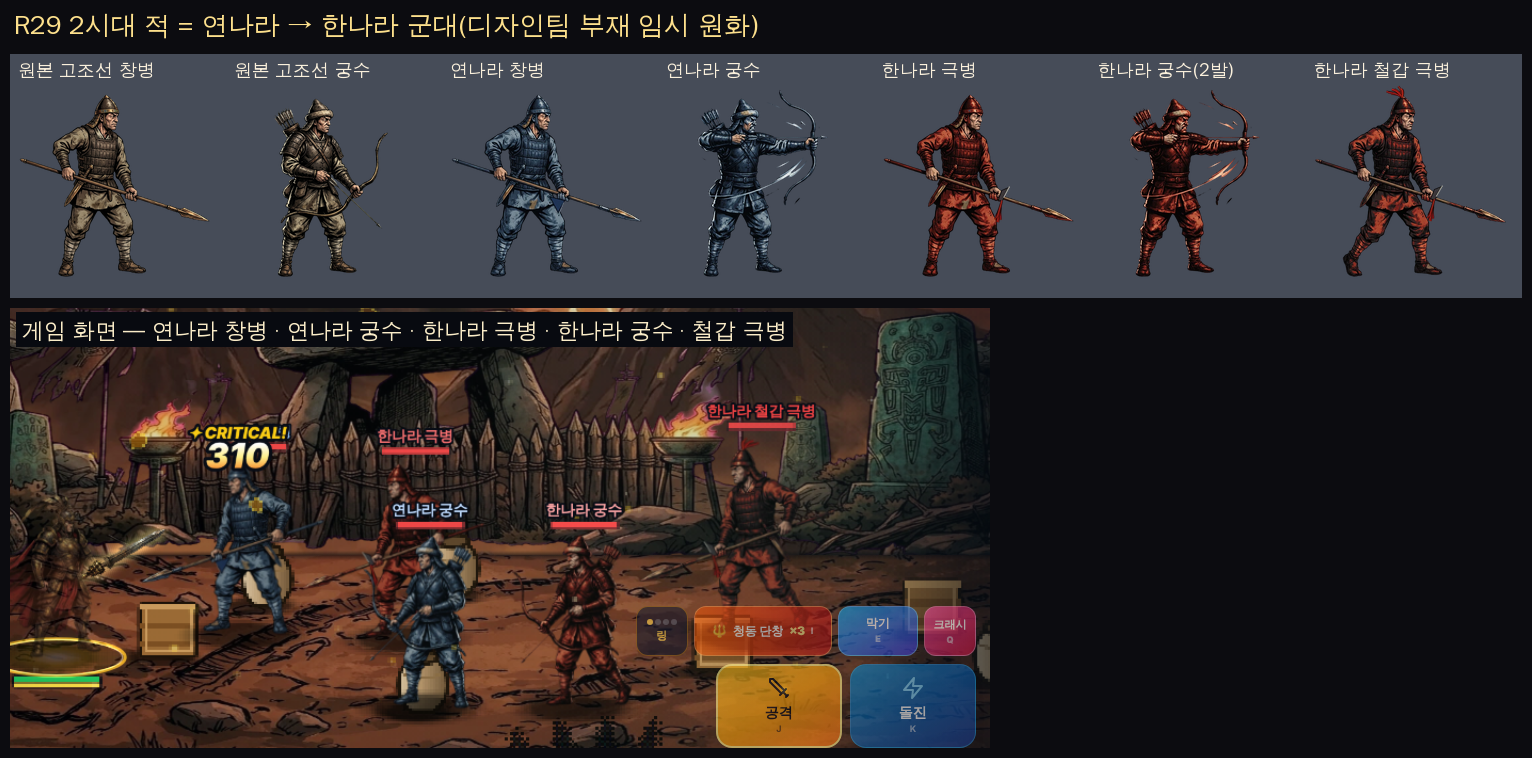 R29 2시대 적 = 연나라 → 한나라 군대(디자인팀 부재 임시 원화)
원본 고조선 창병
원본 고조선 궁수
연나라 창병
연나라 궁수
한나라 극병
한나라 궁수(2발)
한나라 철갑 극병
게임 화면 — 연나라 창병 · 연나라 궁수 · 한나라 극병 · 한나라 궁수 · 철갑 극병
한나라 철갑 극병
CRITICAL!
310
한나라 극병
연나라 궁수
한나라 궁수
링
청동 단창 ×3 !
막기
E
크래시
Q
공격
J
돌진
K